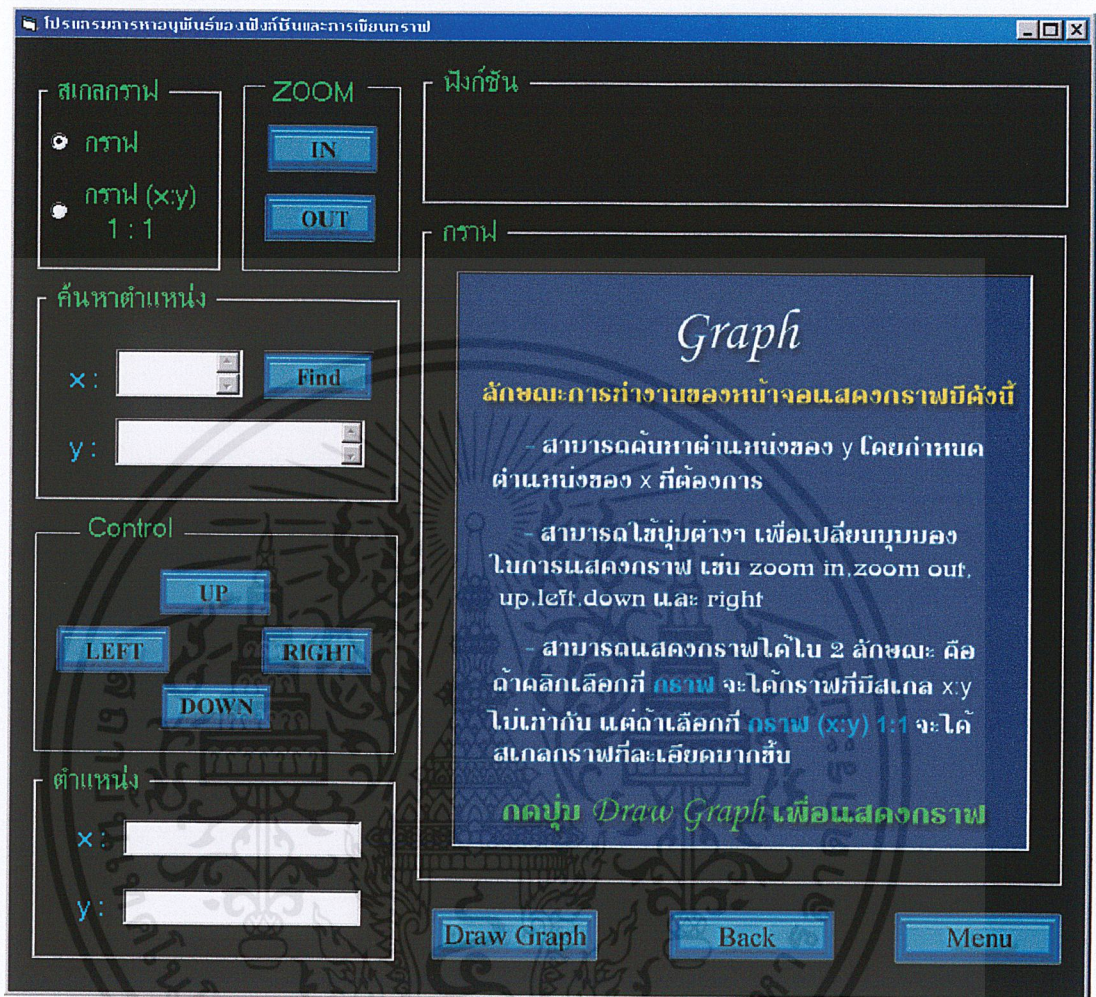 โปรแกรมการหาอนุพันธ์ของฟังก์ชันและการเขียนกราฟ
สเกลกราฟ
กราฟ
กราฟ (x:y)
1 : 1
ZOOM
IN
OUT
ฟังก์ชัน
ค้นหาตำแหน่ง
x :
Find
y :
Control
UP
LEFT
RIGHT
DOWN
ตำแหน่ง
x :
y :
กราฟ
Graph
ลักษณะการทำงานของหน้าจอแสดงกราฟมีดังนี้
- สามารถค้นหาตำแหน่งของ y โดยกำหนด
ตำแหน่งของ x ที่ต้องการ
- สามารถใช้ปุ่มต่างๆ เพื่อเปลี่ยนมุมมอง
ในการแสดงกราฟ เช่น zoom in,zoom out,
up,left,down และ right
- สามารถแสดงกราฟได้ใน 2 ลักษณะ คือ
ถ้าคลิกเลือกที่ กราฟ จะได้กราฟที่มีสเกล x:y
ไม่เท่ากัน แต่ถ้าเลือกที่ กราฟ (x:y) 1:1 จะได้
สเกลกราฟที่ละเอียดมากขึ้น
กดปุ่ม Draw Graph เพื่อแสดงกราฟ
Draw Graph
Back
Menu